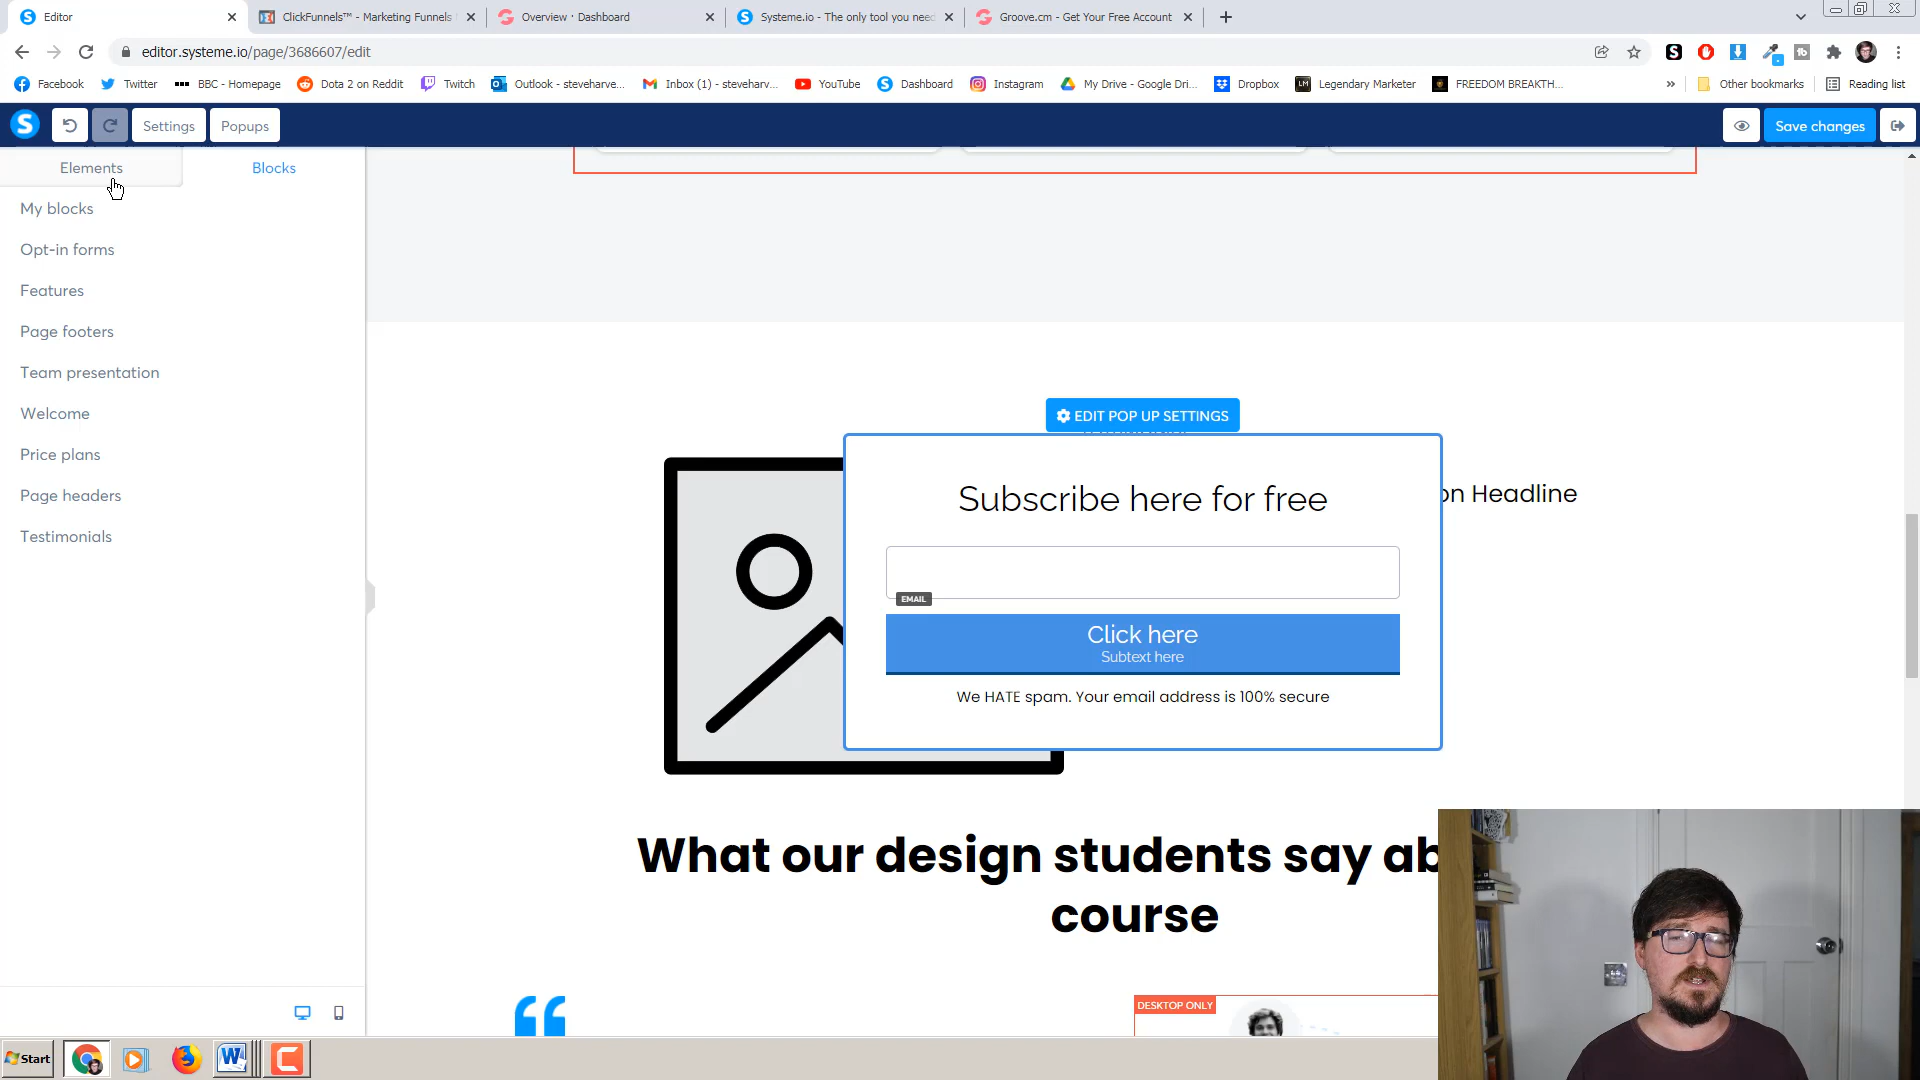 Editor
ClickFunnels™ - Marketing Funnels
Overview · Dashboard
Systeme.io - The only tool you need
Groove.cm - Get Your Free Account
editor.systeme.io/page/3686607/edit
Facebook
Twitter
BBC - Homepage
Dota 2 on Reddit
Twitch
Outlook - steveharve...
Inbox (1) - steveharv...
YouTube
Dashboard
Instagram
My Drive - Google Dri...
Dropbox
LM
Legendary Marketer
FREEDOM BREAKTH...
»
Other bookmarks
Reading list
S
Settings
Popups
Save changes
Elements
Blocks
My blocks
Opt-in forms
Features
Page footers
Team presentation
Welcome
Price plans
Page headers
Testimonials
EDIT POP UP SETTINGS
Subscribe here for free
on Headline
EMAIL
Click here
Subtext here
We HATE spam. Your email address is 100% secure
What our design students say ab
course
DESKTOP ONLY
Start